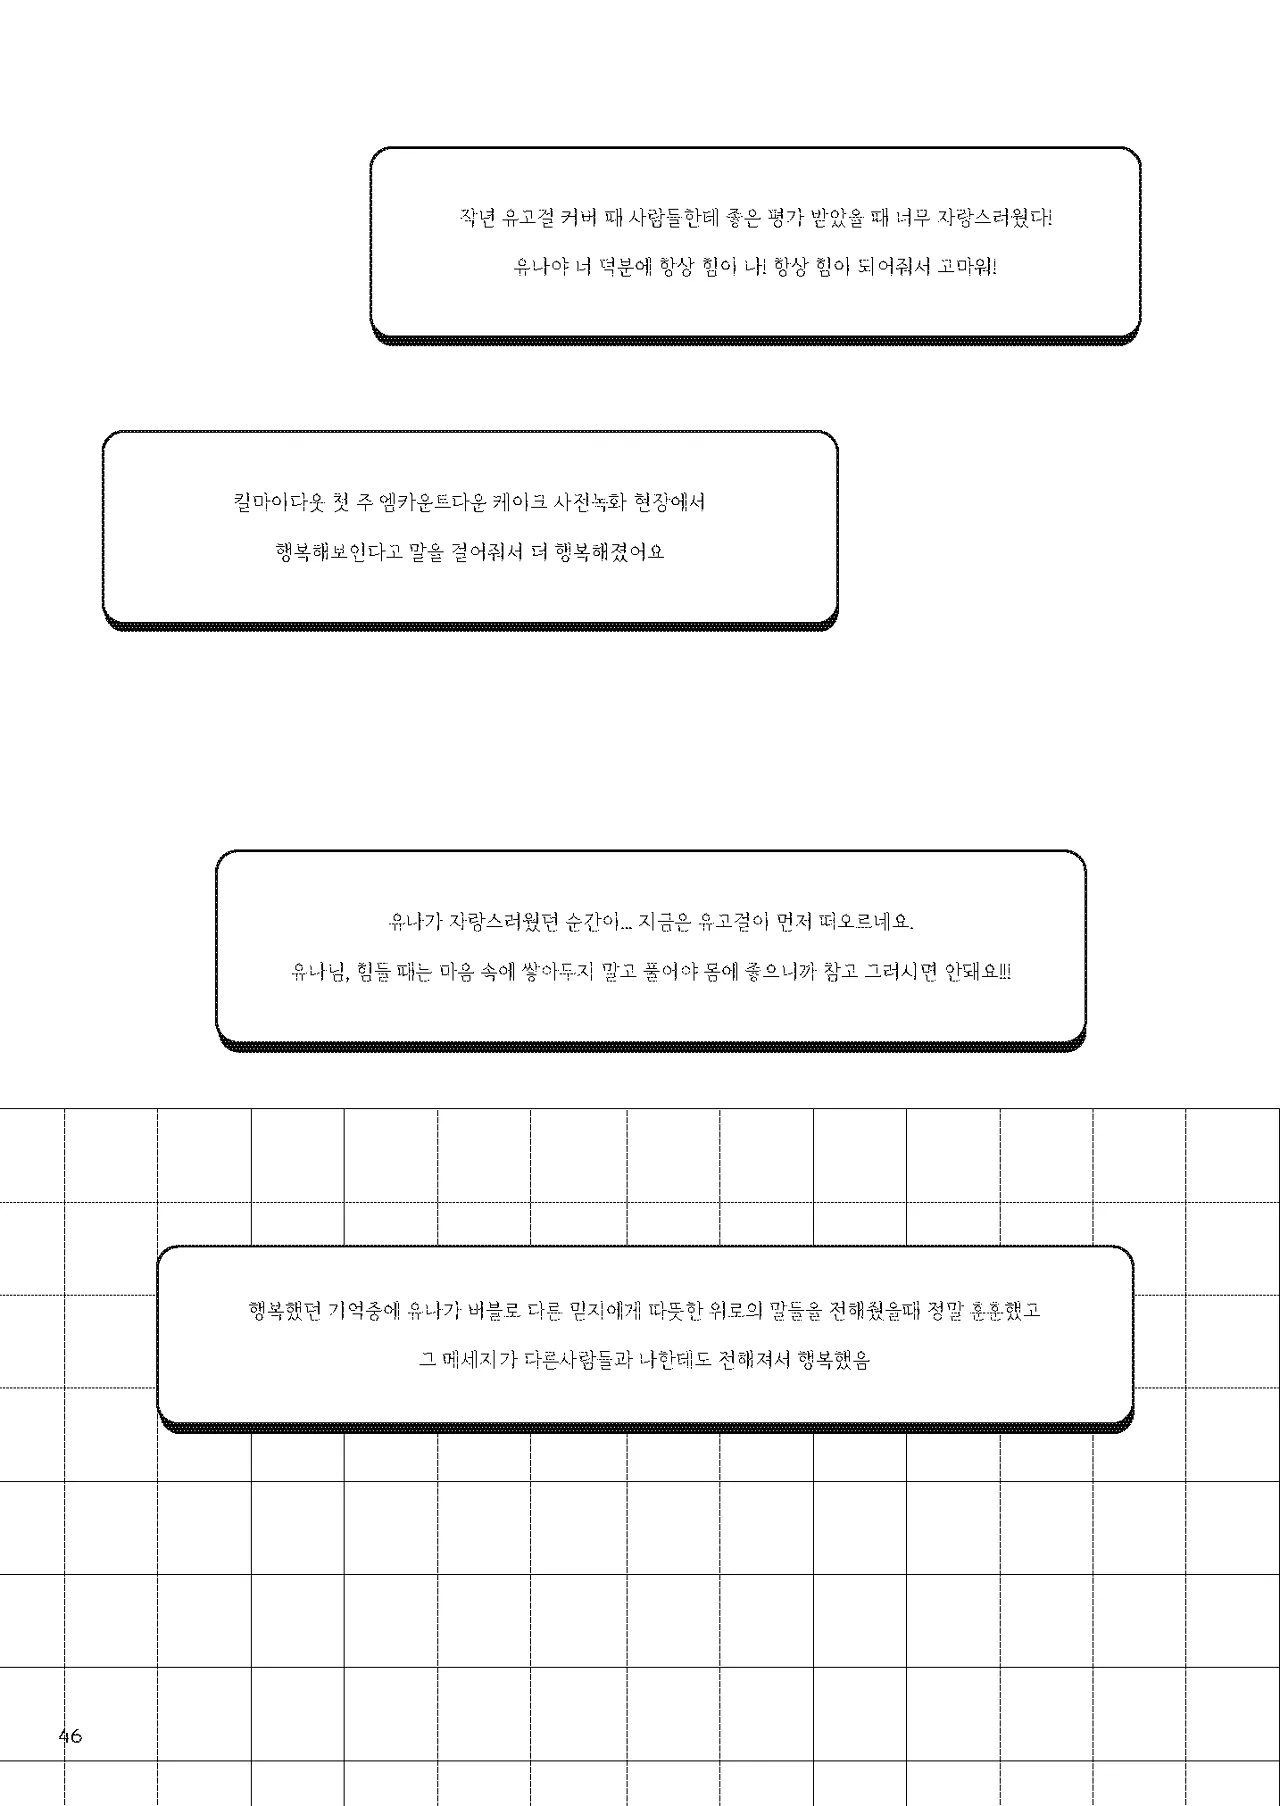 작년 유고걸 커버 때 사람들한테 좋은 평가 받았을 때 너무 자랑스러웠다!
유나야 너 덕분에 항상 힘이 나! 항상 힘이 되어줘서 고마워!
킬마이다웃 첫 주 엠카운트다운 케이크 사전녹화 현장에서
행복해보인다고 말을 걸어줘서 더 행복해졌어요
유나가 자랑스러웠던 순간이... 지금은 유고걸이 먼저 떠오르네요.
유나님, 힘들 때는 마음 속에 쌓아두지 말고 풀어야 몸에 좋으니까 참고 그러시면 안돼요!!!
행복했던 기억중에 유나가 버블로 다른 믿지에게 따뜻한 위로의 말들을 전해줬을때 정말 훈훈했고
그 메세지가 다른사람들과 나한테도 전해져서 행복했음
46